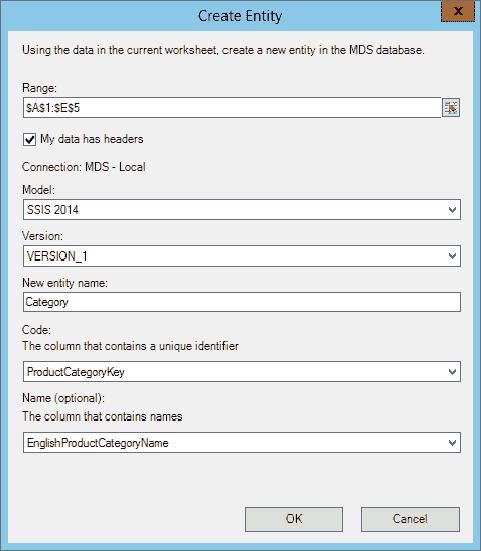 Create Entity
x
Using the data in the current worksheet, create a new entity in the MDS database.
Range:
$A$1:$E$5
My data has headers
Connection: MDS - Local
Model:
SSIS 2014
Version:
VERSION_1
New entity name:
Category
Code:
The column that contains a unique identifier
ProductCategoryKey
Name (optional):
The column that contains names
EnglishProductCategoryName
OK Cancel